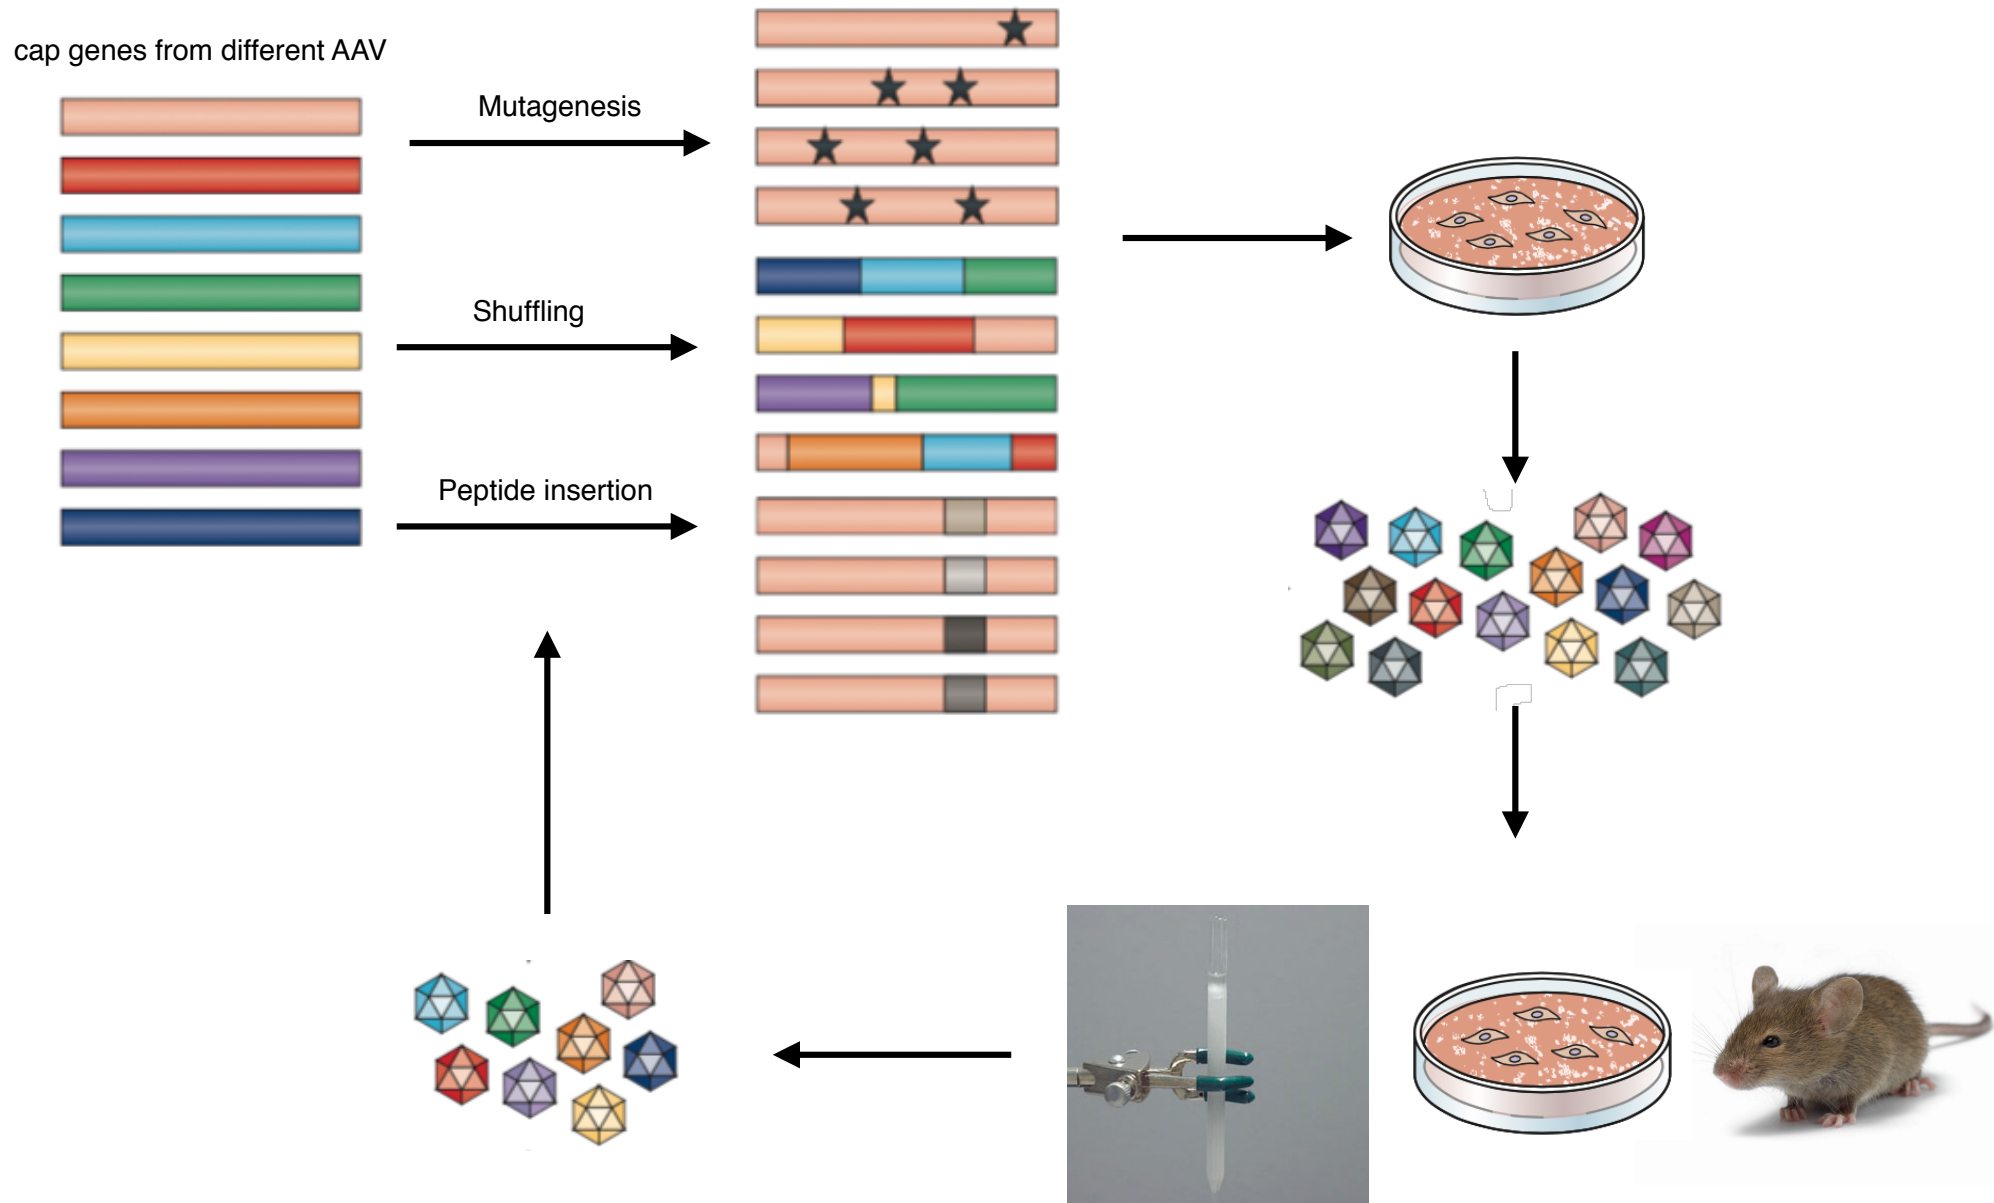 cap genes from different AAV
Mutagenesis
Shuffling
Peptide insertion